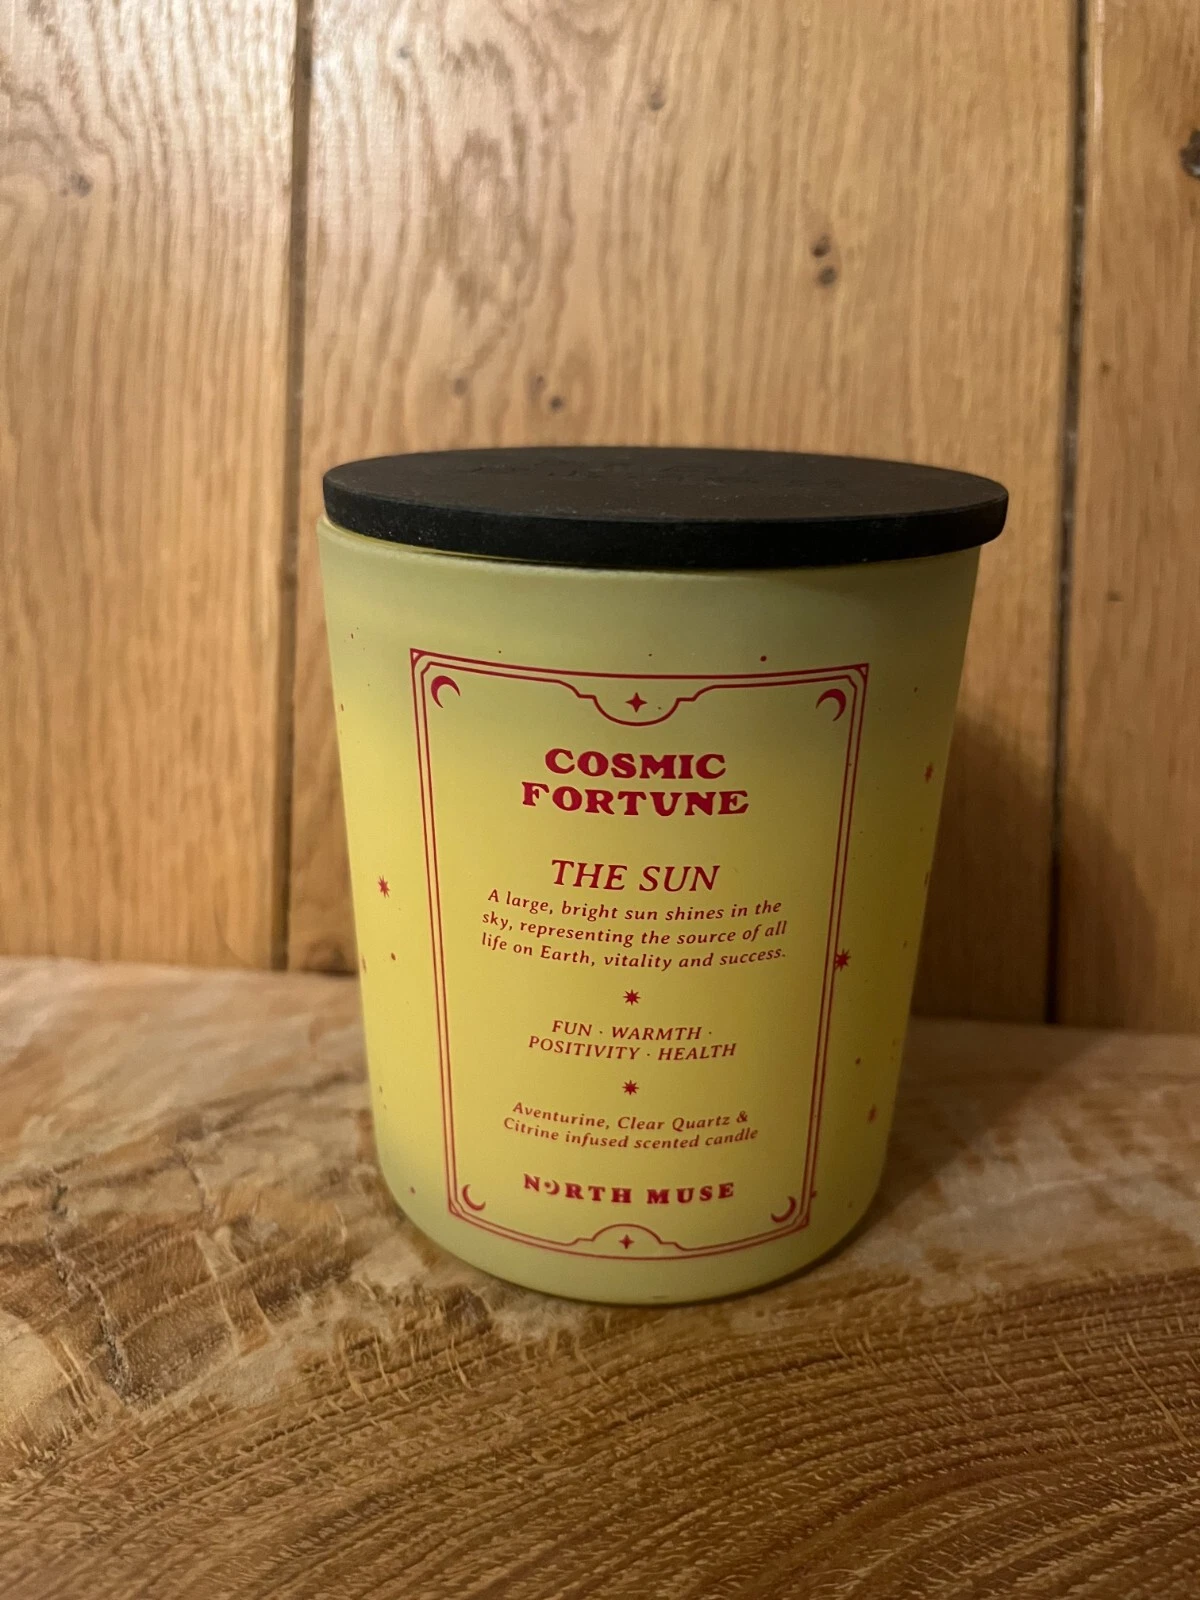 COSMIC
FORTUNE
THE SUN
A large, bright sun shines in the
sky, representing the source of all
life on Earth, vitality and success.
FUN · WARMTH ·
POSITIVITY · HEALTH
Aventurine, Clear Quartz &
Citrine infused scented candle
NORTH MUSE